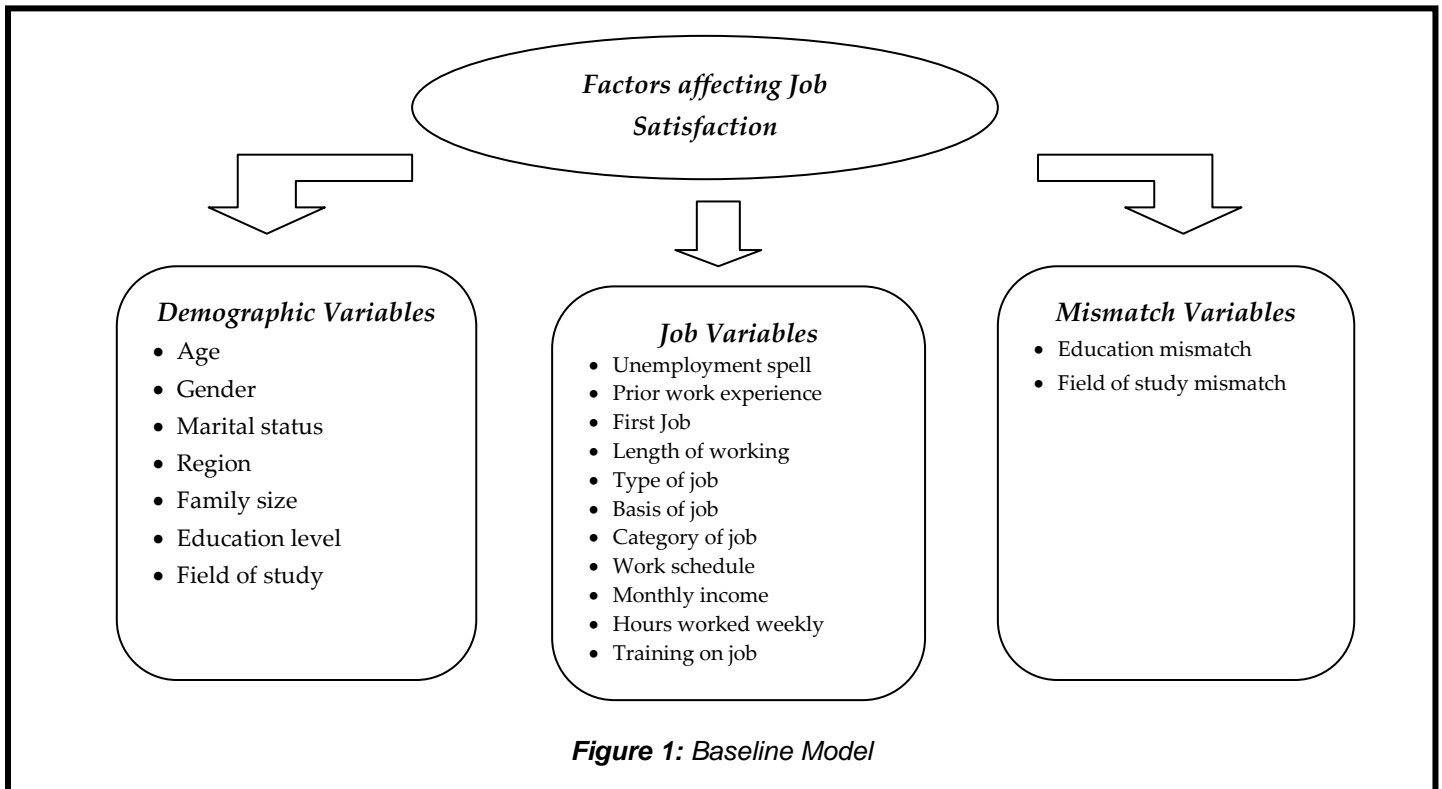 Factors affecting Job
Satisfaction
Demographic Variables
• Age
• Gender
• Marital status
• Region
• Family size
• Education level
• Field of study
Job Variables
• Unemployment spell
• Prior work experience
• First Job
• Length of working
• Type of job
• Basis of job
• Category of job
• Work schedule
• Monthly income
• Hours worked weekly
• Training on job
Mismatch Variables
• Education mismatch
• Field of study mismatch
Figure 1: Baseline Model